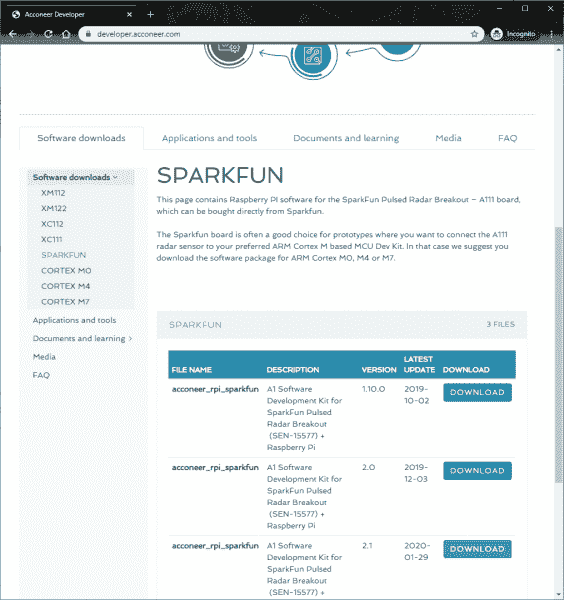 Acconeer Developer
developer.acconeer.com
Incognito
Software downloads
Applications and tools
Documents and learning
Media
FAQ
Software downloads
XM112
XM122
XC112
XC111
SPARKFUN
CORTEX M0
CORTEX M4
CORTEX M7
Applications and tools
Documents and learning
Media
FAQ
SPARKFUN
This page contains Raspberry PI software for the SparkFun Pulsed Radar Breakout – A111 board,
which can be bought directly from Sparkfun.
The Sparkfun board is often a good choice for prototypes where you want to connect the A111
radar sensor to your preferred ARM Cortex M based MCU Dev Kit. In that case we suggest you
download the software package for ARM Cortex M0, M4 or M7.
SPARKFUN
3 FILES
FILE NAME DESCRIPTION VERSION LATEST DOWNLOAD
UPDATE
acconeer_rpi_sparkfun A1 Software 1.10.0 2019- DOWNLOAD
Development Kit for 10-02
SparkFun Pulsed
Radar Breakout
(SEN-15577) +
Raspberry Pi
acconeer_rpi_sparkfun A1 Software 2.0 2019- DOWNLOAD
Development Kit for 12-03
SparkFun Pulsed
Radar Breakout
(SEN-15577) +
Raspberry Pi
acconeer_rpi_sparkfun A1 Software 2.1 2020- DOWNLOAD
Development Kit for 01-29
SparkFun Pulsed
Radar Breakout
(SEN-15577) +